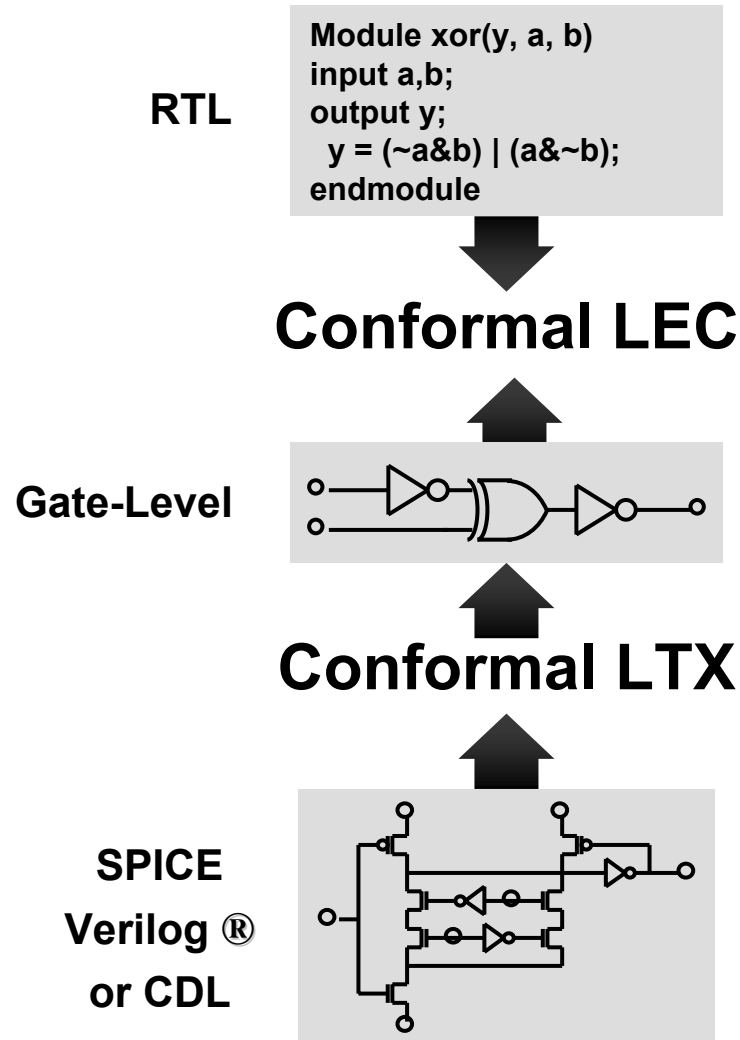 Module xor(y, a, b)
input a,b;
RTL
output y;
y = (~a&b) | (a&~b);
endmodule
Conformal LEC
Gate-Level
Conformal LTX
SPICE
Verilog ®
or CDL